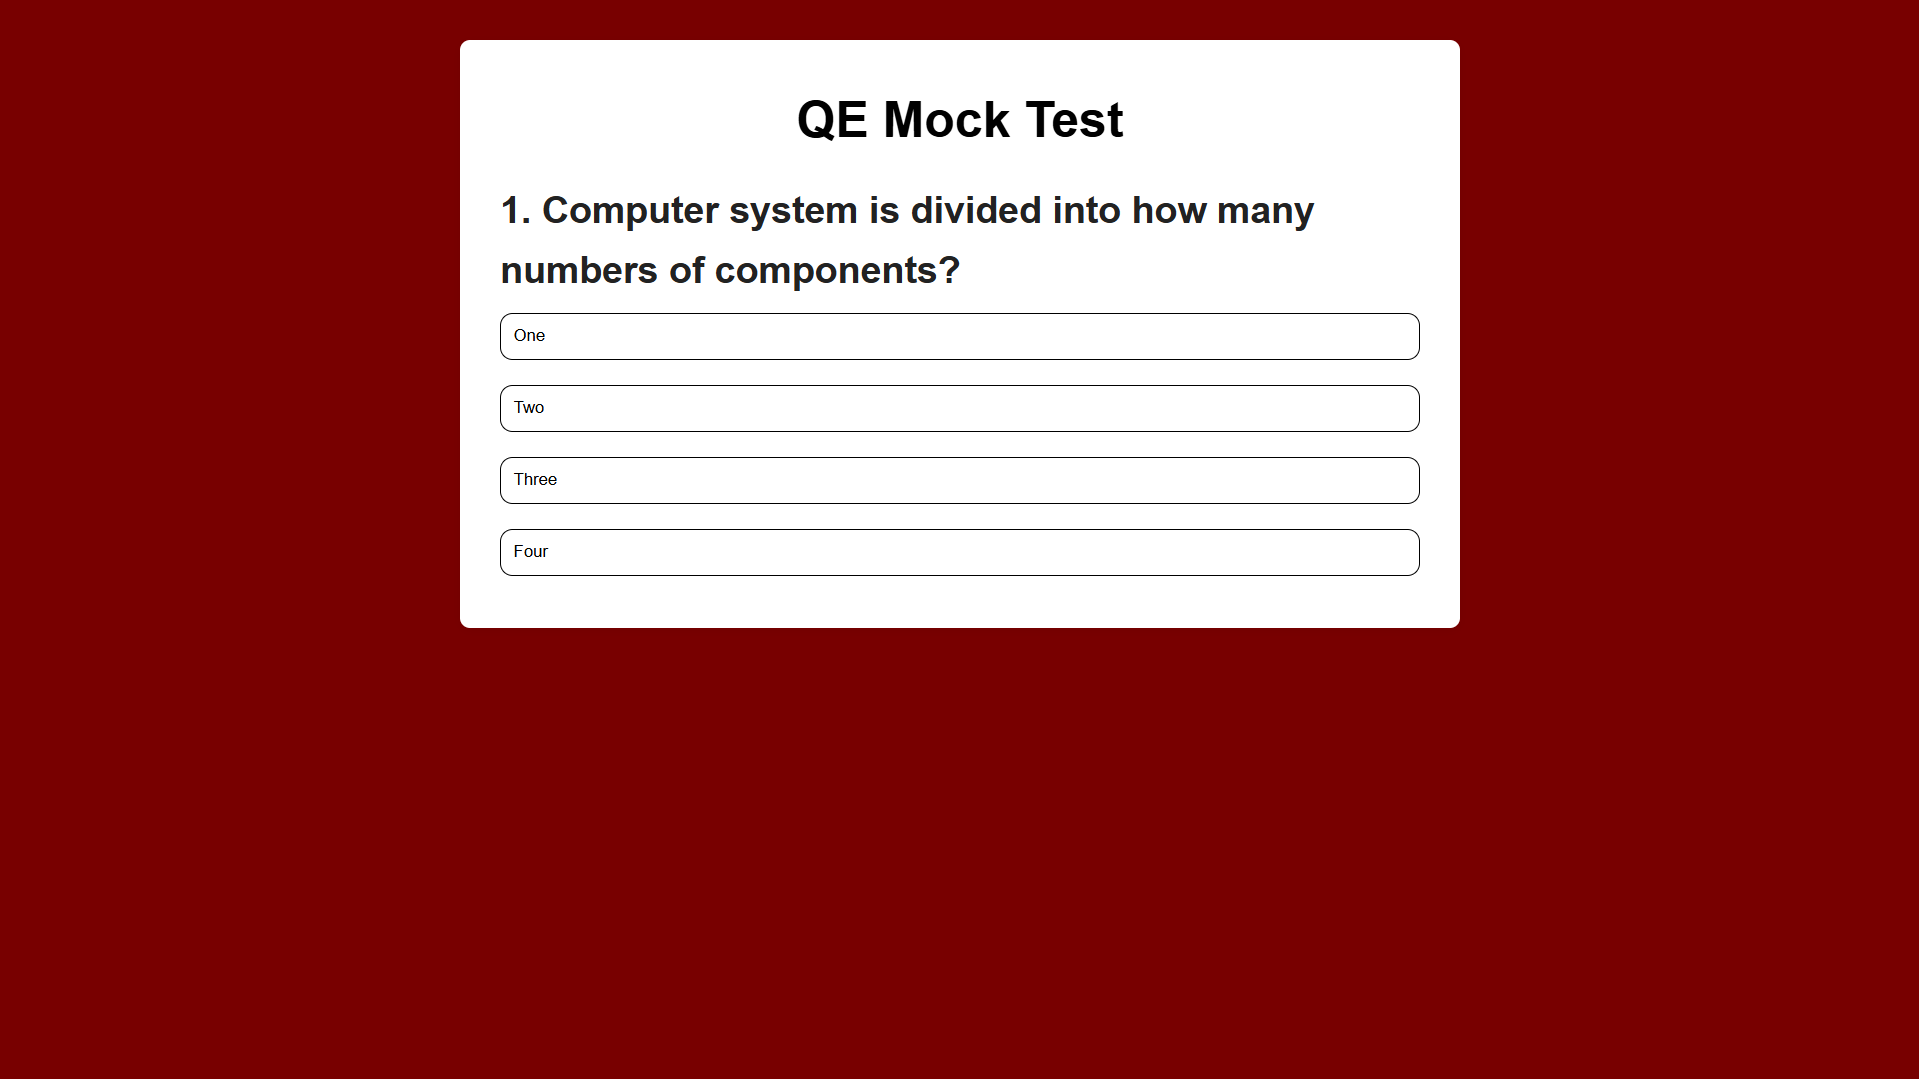 QE Mock Test
1. Computer system is divided into how many
numbers of components?
One
Two
Three
Four